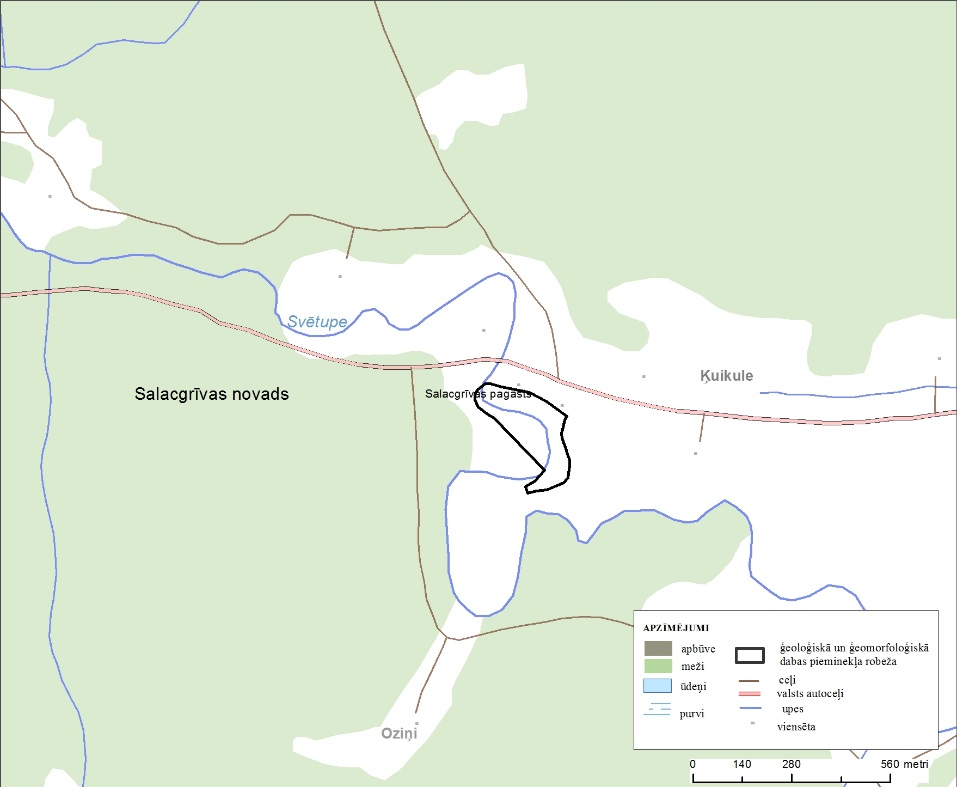 Svētupe
Ķuikule
Salacgrīvas novads
Salacgrīvas pagasts
Oziņi
APZĪMĒJUMI
apbūve
meži
ūdeņi
purvi
ģeoloģiskā un ģeomorfoloģiskā
dabas pieminekļa robeža
ceļi
valsts autoceļi
upes
viensēta
0 140 280 560 metri